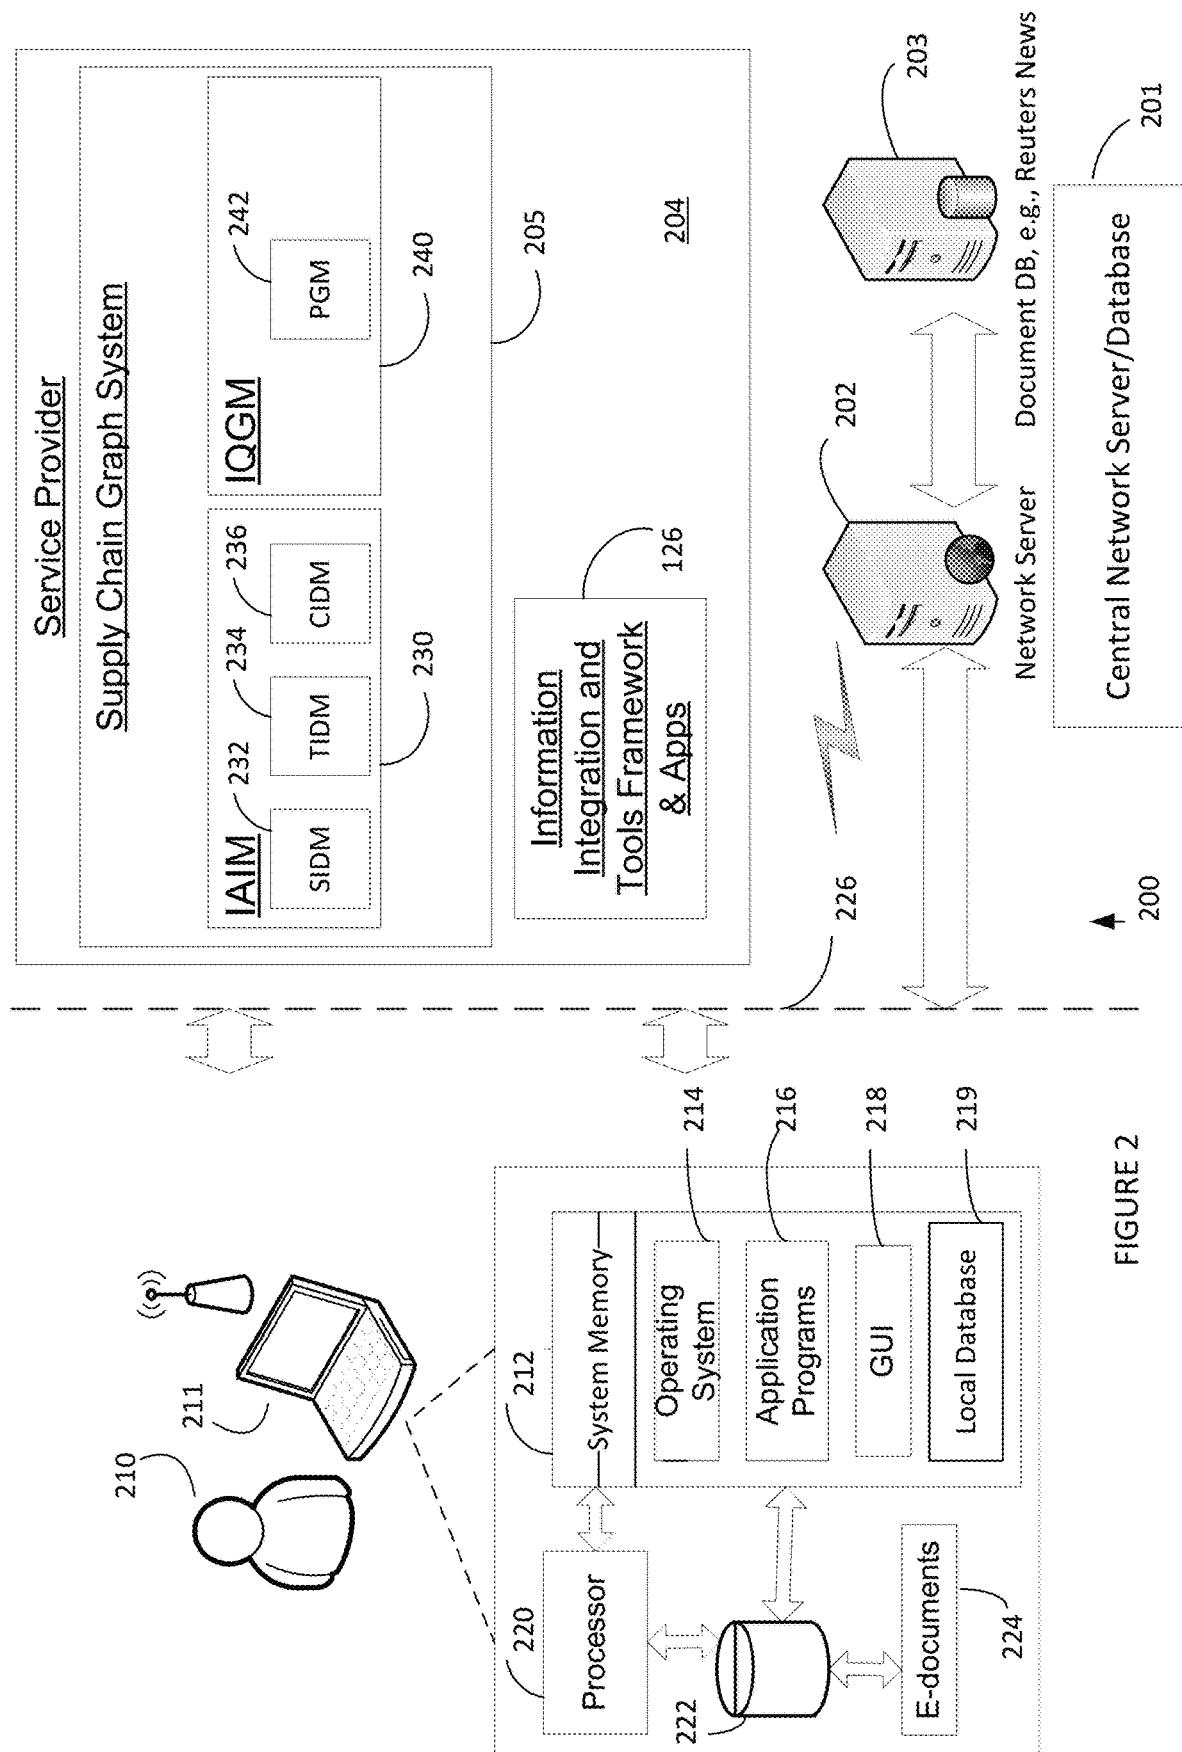 210
211
220
Processor
222
E-documents
224
212
System Memory
Operating
System
214
Application
Programs
216
GUI
218
Local Database
219
FIGURE 2
Service Provider
Supply Chain Graph System
IAIM
232
SIDM
234
TIDM
236
CIDM
230
IQGM
242
PGM
240
205
Information
Integration and
Tools Framework
& Apps
126
204
226
202
203
Network Server
Document DB, e.g., Reuters News
Central Network Server/Database
201
200